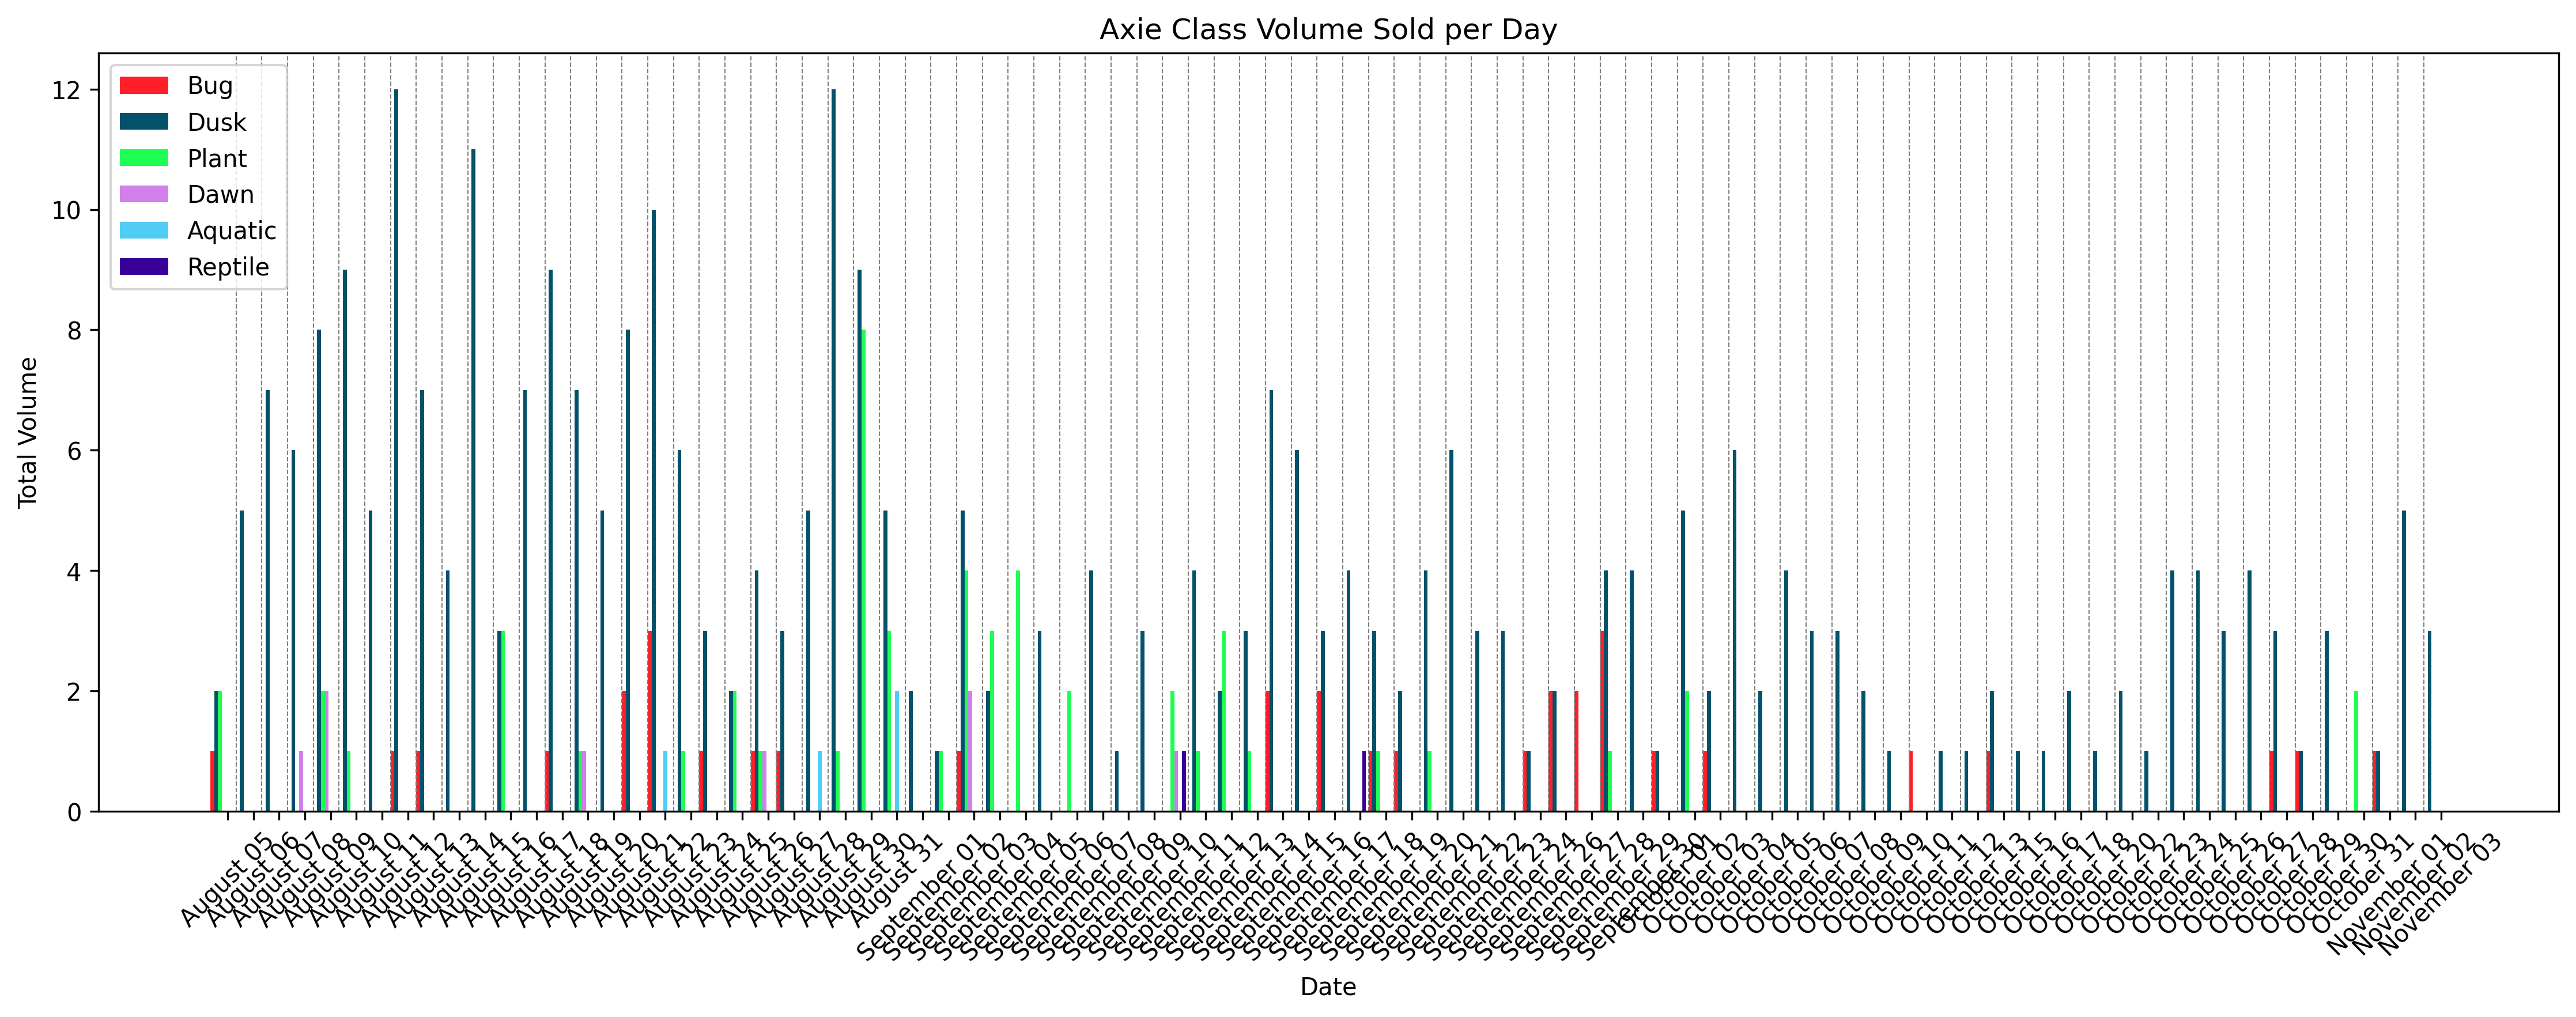 Axie Class Volume Sold per Day
Bug
Dusk
Plant
Dawn
Aquatic
Reptile
Total Volume
12
10
8
6
4
2
0
August 05
August 06
August 07
August 08
August 09
August 10
August 11
August 12
August 13
August 14
August 15
August 16
August 17
August 18
August 19
August 20
August 21
August 22
August 23
August 24
August 25
August 26
August 27
August 28
August 29
August 30
August 31
September 01
September 02
September 03
September 04
September 05
September 06
September 07
September 08
September 09
September 10
September 11
September 12
September 13
September 14
September 15
September 16
September 17
September 18
September 19
September 20
September 21
September 22
September 23
September 24
September 26
September 27
September 28
September 29
September 30
October 01
October 02
October 03
October 04
October 05
October 06
October 07
October 08
October 09
October 10
October 11
October 12
October 13
October 15
October 16
October 17
October 18
October 20
October 22
October 23
October 24
October 25
October 26
October 27
October 28
October 29
October 30
October 31
November 01
November 02
November 03
Date